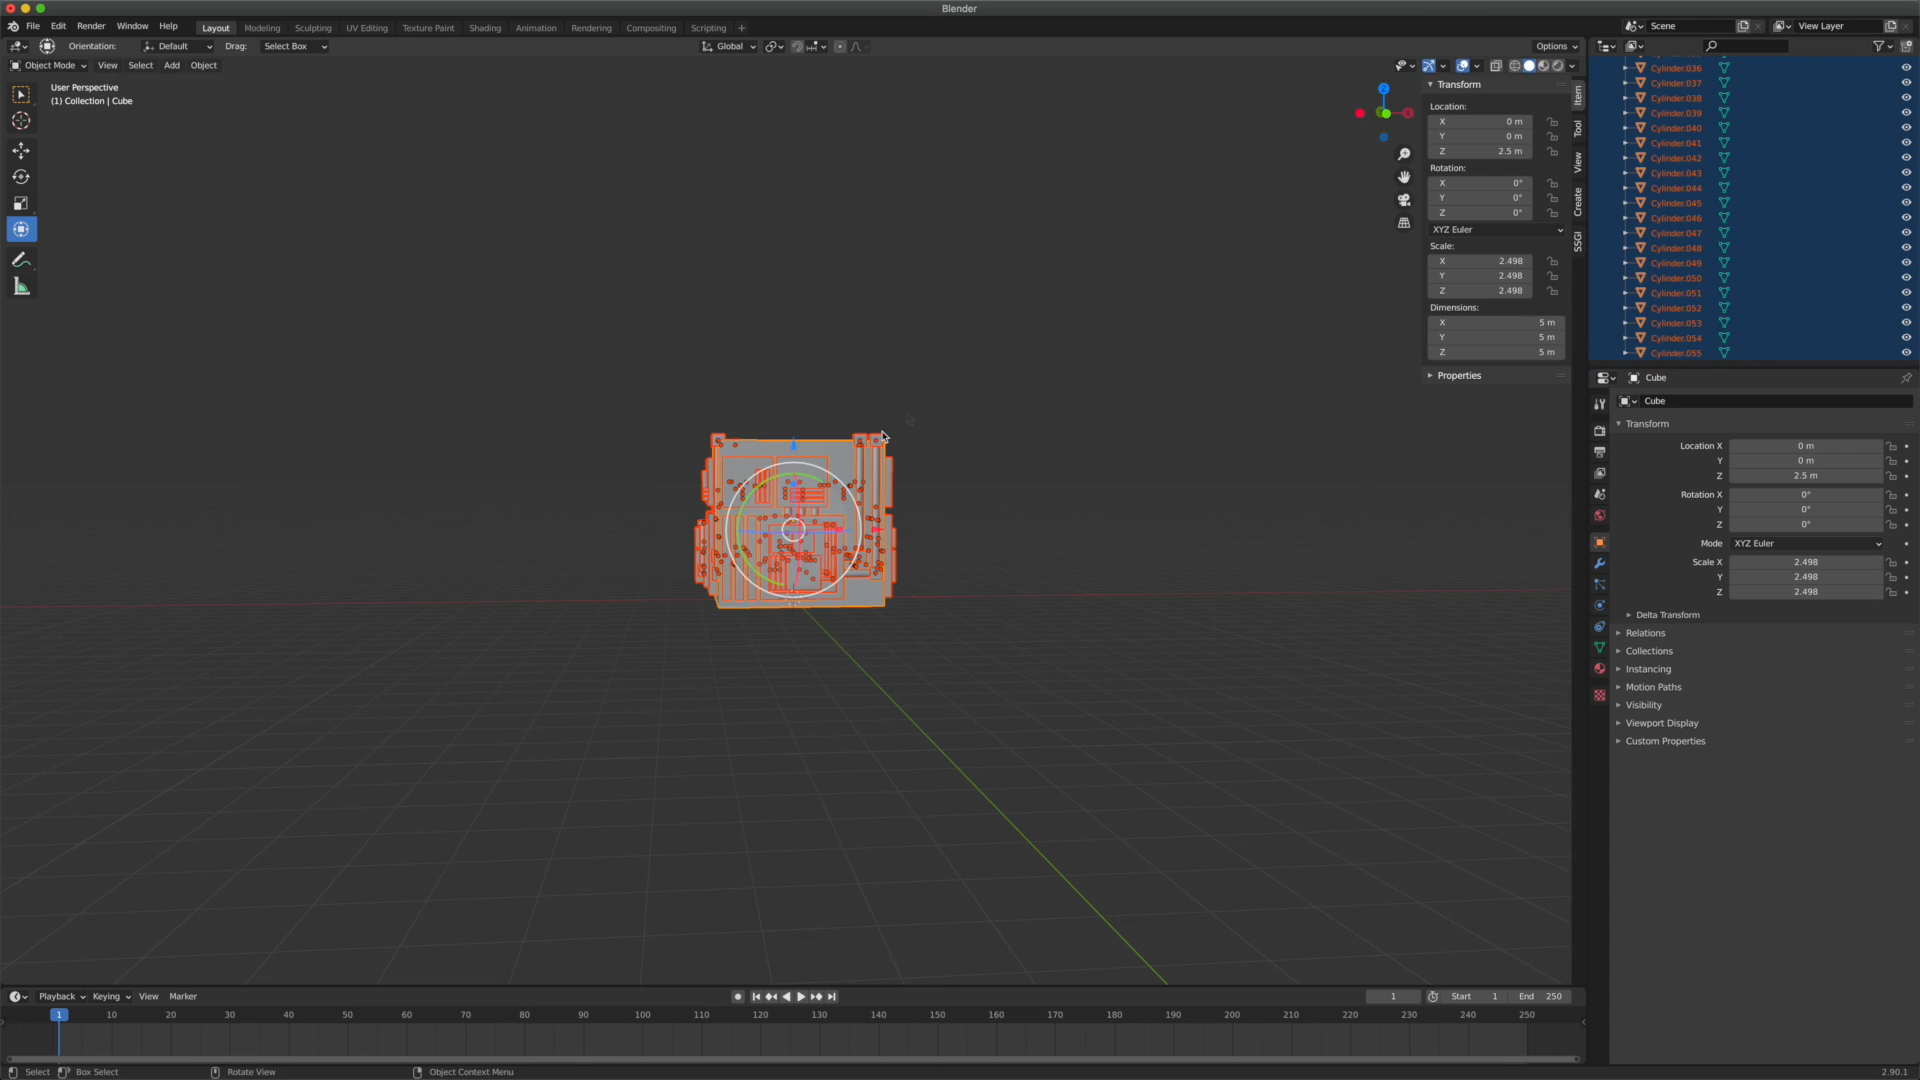 Blender
File Edit Render Window Help Layout Modeling Sculpting UV Editing Texture Paint Shading Animation Rendering Compositing Scripting + Scene View Layer
Orientation: Default Drag: Select Box Global Options
Object Mode View Select Add Object
User Perspective
(1) Collection | Cube
Transform
Location:
X 0 m
Y 0 m
Z 2.5 m
Rotation:
X 0°
Y 0°
Z 0°
XYZ Euler
Scale:
X 2.498
Y 2.498
Z 2.498
Dimensions:
X 5 m
Y 5 m
Z 5 m
Properties
Item
Tool
View
Create
SSGI
Z
Cylinder.036
Cylinder.037
Cylinder.038
Cylinder.039
Cylinder.040
Cylinder.041
Cylinder.042
Cylinder.043
Cylinder.044
Cylinder.045
Cylinder.046
Cylinder.047
Cylinder.048
Cylinder.049
Cylinder.050
Cylinder.051
Cylinder.052
Cylinder.053
Cylinder.054
Cylinder.055
Cube
Cube
Transform
Location X 0 m
Y 0 m
Z 2.5 m
Rotation X 0°
Y 0°
Z 0°
Mode XYZ Euler
Scale X 2.498
Y 2.498
Z 2.498
Delta Transform
Relations
Collections
Instancing
Motion Paths
Visibility
Viewport Display
Custom Properties
Playback Keying View Marker 1 Start 1 End 250
1 10 20 30 40 50 60 70 80 90 100 110 120 130 140 150 160 170 180 190 200 210 220 230 240 250
Select Box Select Rotate View Object Context Menu 2.90.1